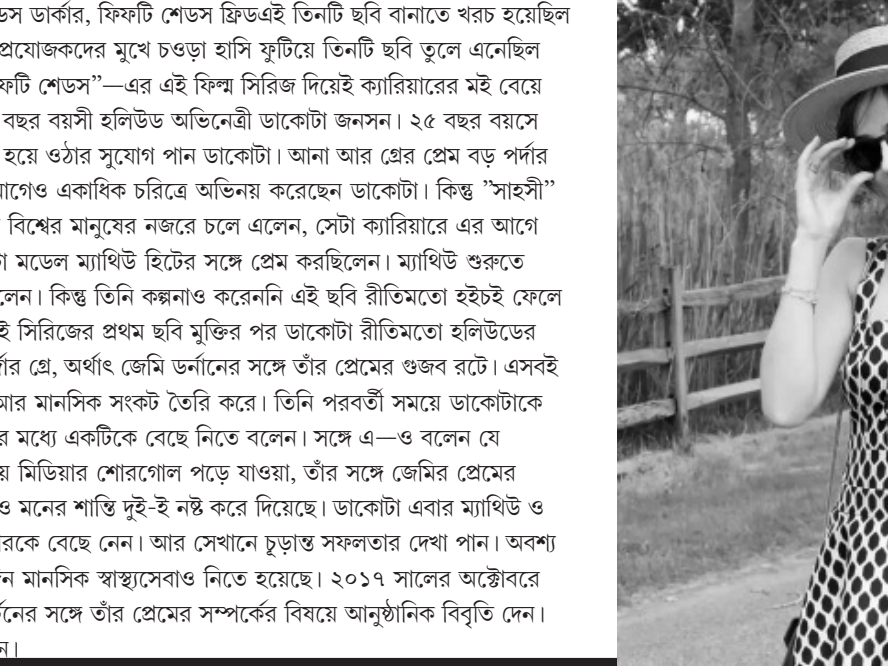 ডস ডার্কার, ফিফটি শেডস ফ্রিডএই তিনটি ছবি বানাতে খরচ হয়েছিল
প্রযোজকদের মুখে চওড়া হাসি ফুটিয়ে তিনটি ছবি তুলে এনেছিল
ফটি শেডস”—এর এই ফিল্ম সিরিজ দিয়েই ক্যারিয়ারের মই বেয়ে
বছর বয়সী হলিউড অভিনেত্রী ডাকোটা জনসন। ২৫ বছর বয়সে
হয়ে ওঠার সুযোগ পান ডাকোটা। আনা আর গ্রের প্রেম বড় পর্দার
আগেও একাধিক চরিত্রে অভিনয় করেছেন ডাকোটা। কিন্তু ”সাহসী”
বিশ্বের মানুষের নজরে চলে এলেন, সেটা ক্যারিয়ারে এর আগে
মডেল ম্যাথিউ হিটের সঙ্গে প্রেম করছিলেন। ম্যাথিউ শুরুতে
লেন। কিন্তু তিনি কল্পনাও করেননি এই ছবি রীতিমতো হইচই ফেলে
ই সিরিজের প্রথম ছবি মুক্তির পর ডাকোটা রীতিমতো হলিউডের
র্দার গ্রে, অর্থাৎ জেমি ডর্নানের সঙ্গে তাঁর প্রেমের গুজব রটে। এসবই
আর মানসিক সংকট তৈরি করে। তিনি পরবর্তী সময়ে ডাকোটাকে
র মধ্যে একটিকে বেছে নিতে বলেন। সঙ্গে এ—ও বলেন যে
য় মিডিয়ার শোরগোল পড়ে যাওয়া, তাঁর সঙ্গে জেমির প্রেমের
ও মনের শান্তি দুই-ই নষ্ট করে দিয়েছে। ডাকোটা এবার ম্যাথিউ ও
রকে বেছে নেন। আর সেখানে চূড়ান্ত সফলতার দেখা পান। অবশ্য
ন মানসিক স্বাস্থ্যসেবাও নিতে হয়েছে। ২০১৭ সালের অক্টোবরে
র্টিনের সঙ্গে তাঁর প্রেমের সম্পর্কের বিষয়ে আনুষ্ঠানিক বিবৃতি দেন।
ন।